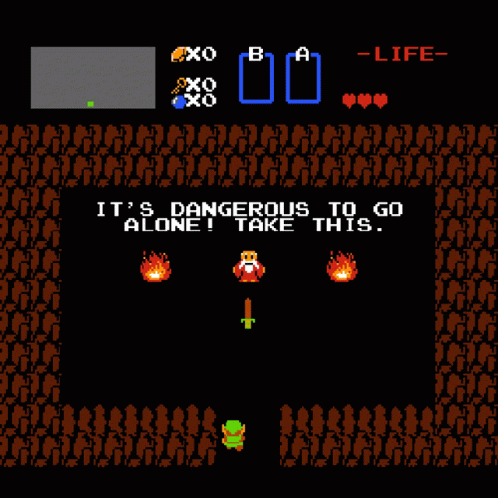 X0
X0
X0
B A
-LIFE-
IT'S DANGEROUS TO GO
ALONE! TAKE THIS.